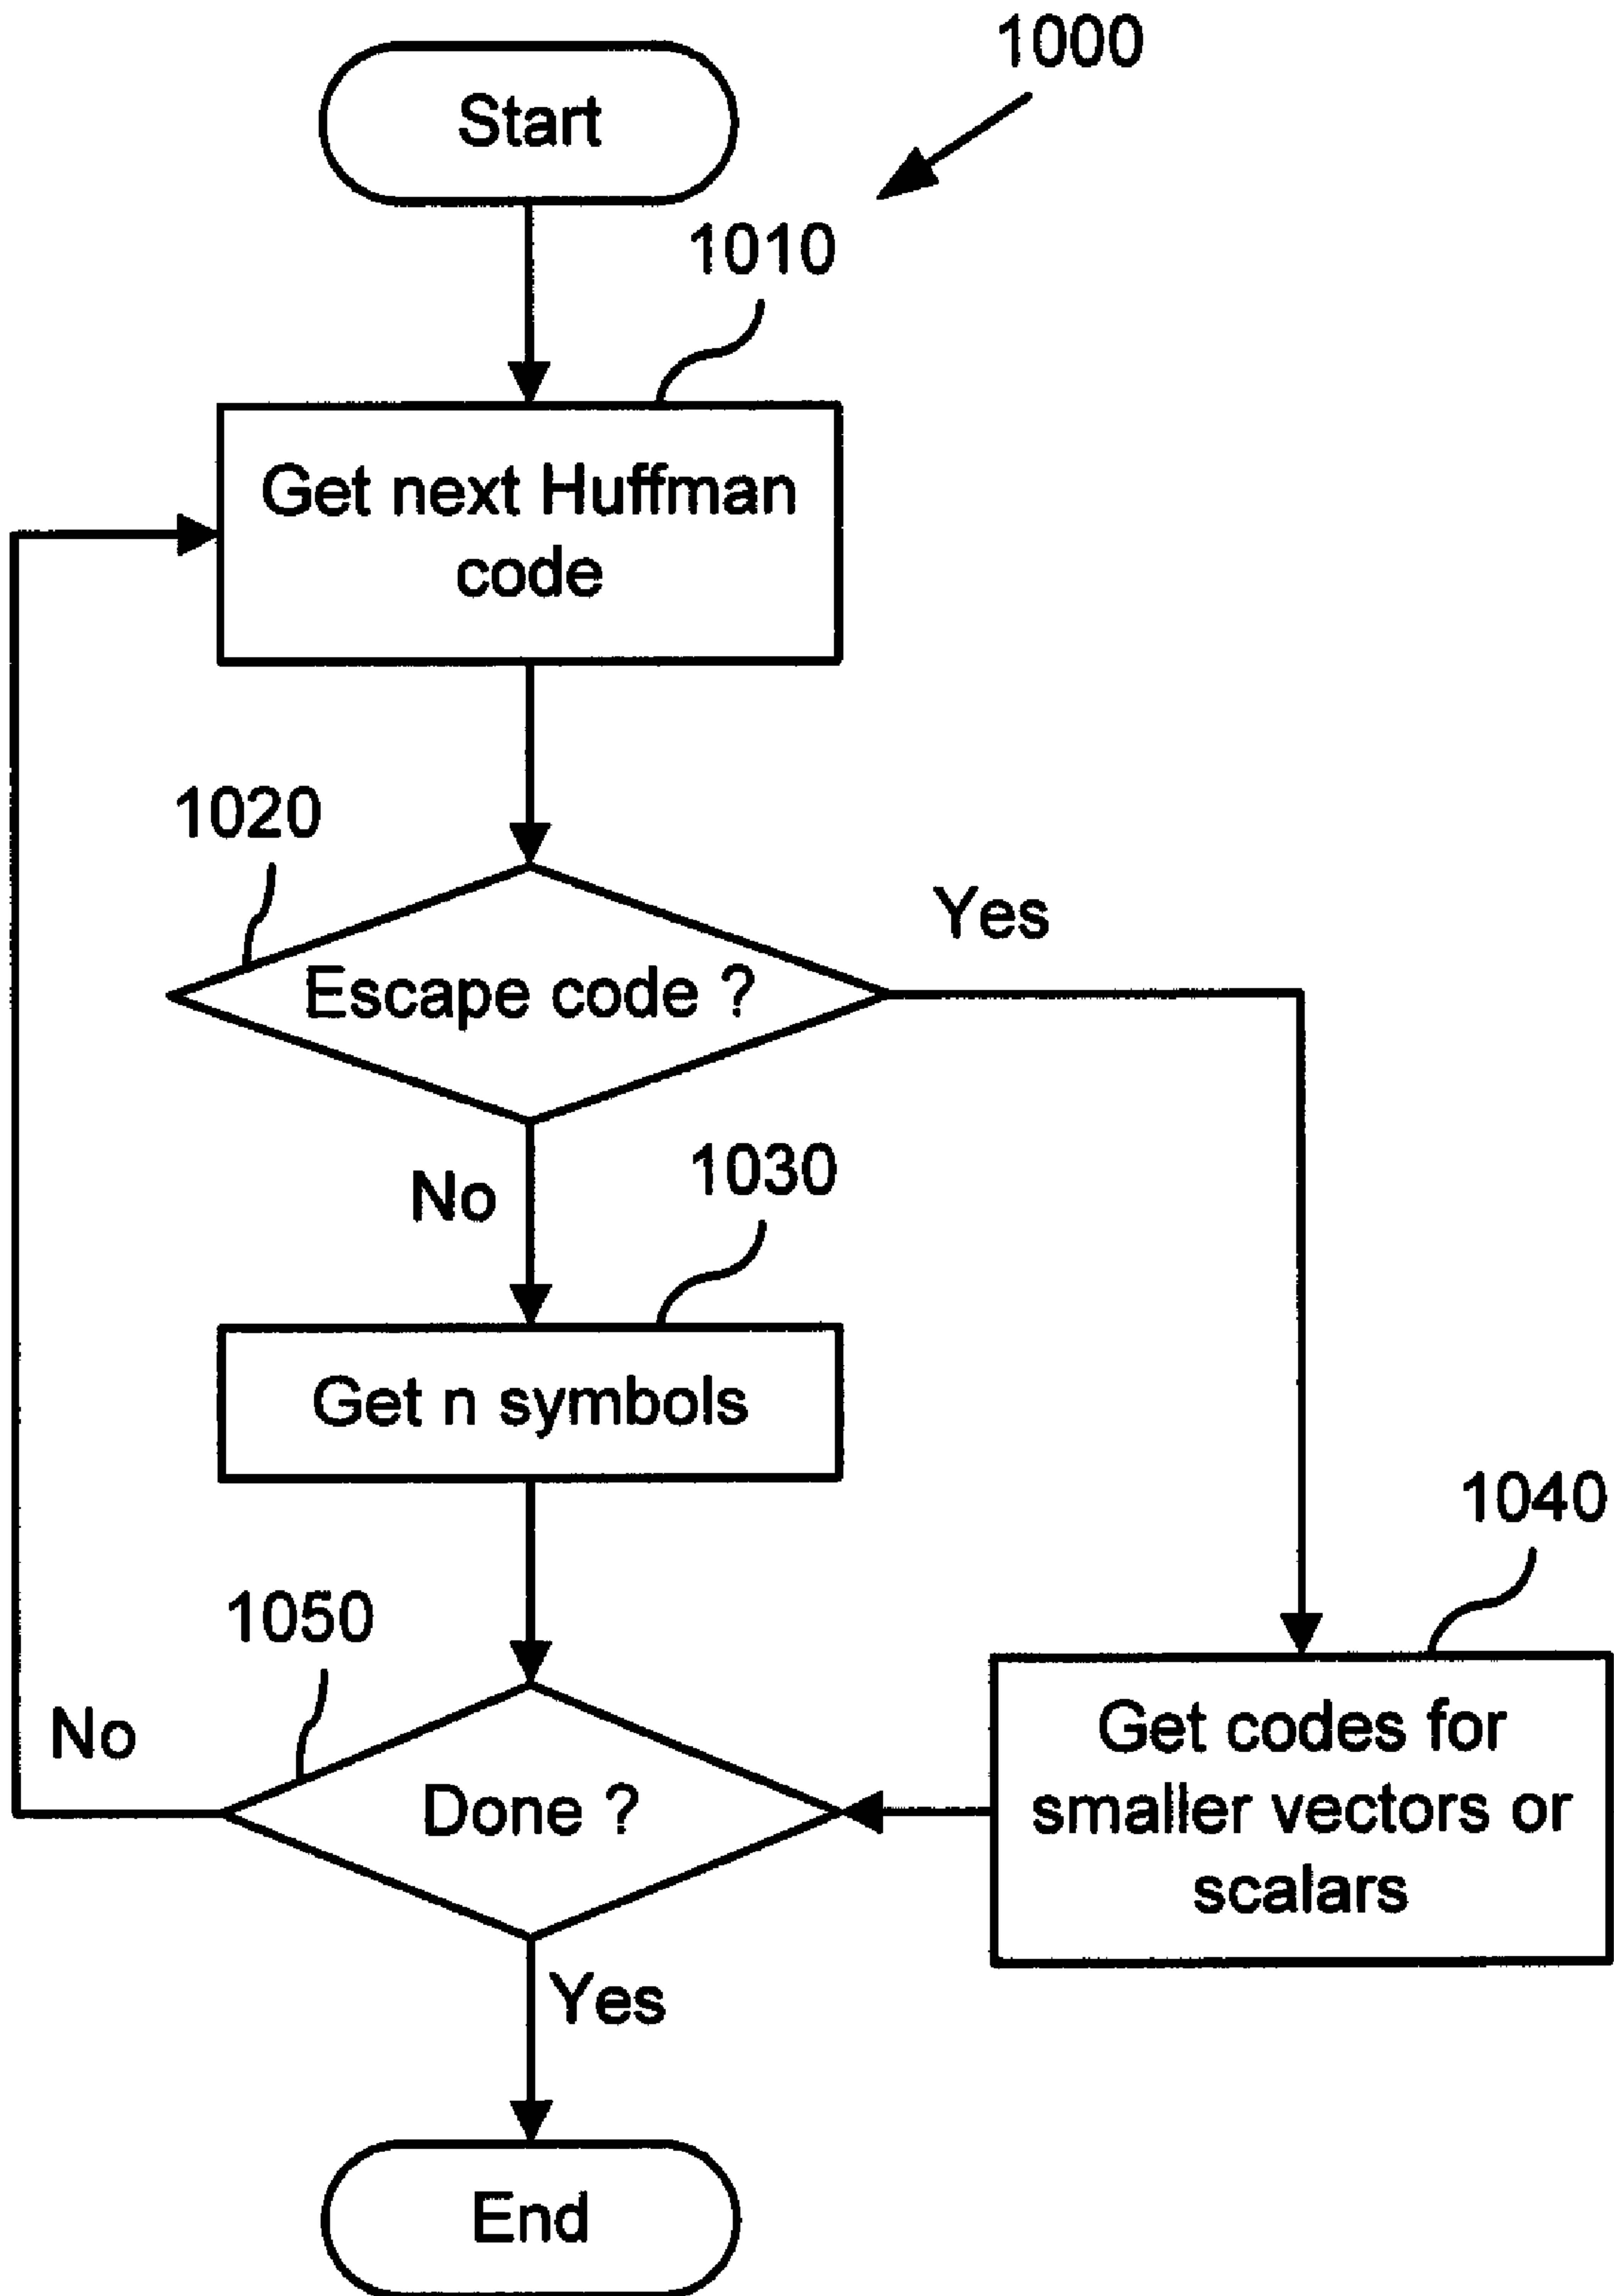 1000
Start
1010
Get next Huffman
code
1020
Yes
Escape code ?
No
1030
Get n symbols
1040
1050
No
Done ?
Get codes for
smaller vectors or
scalars
Yes
End